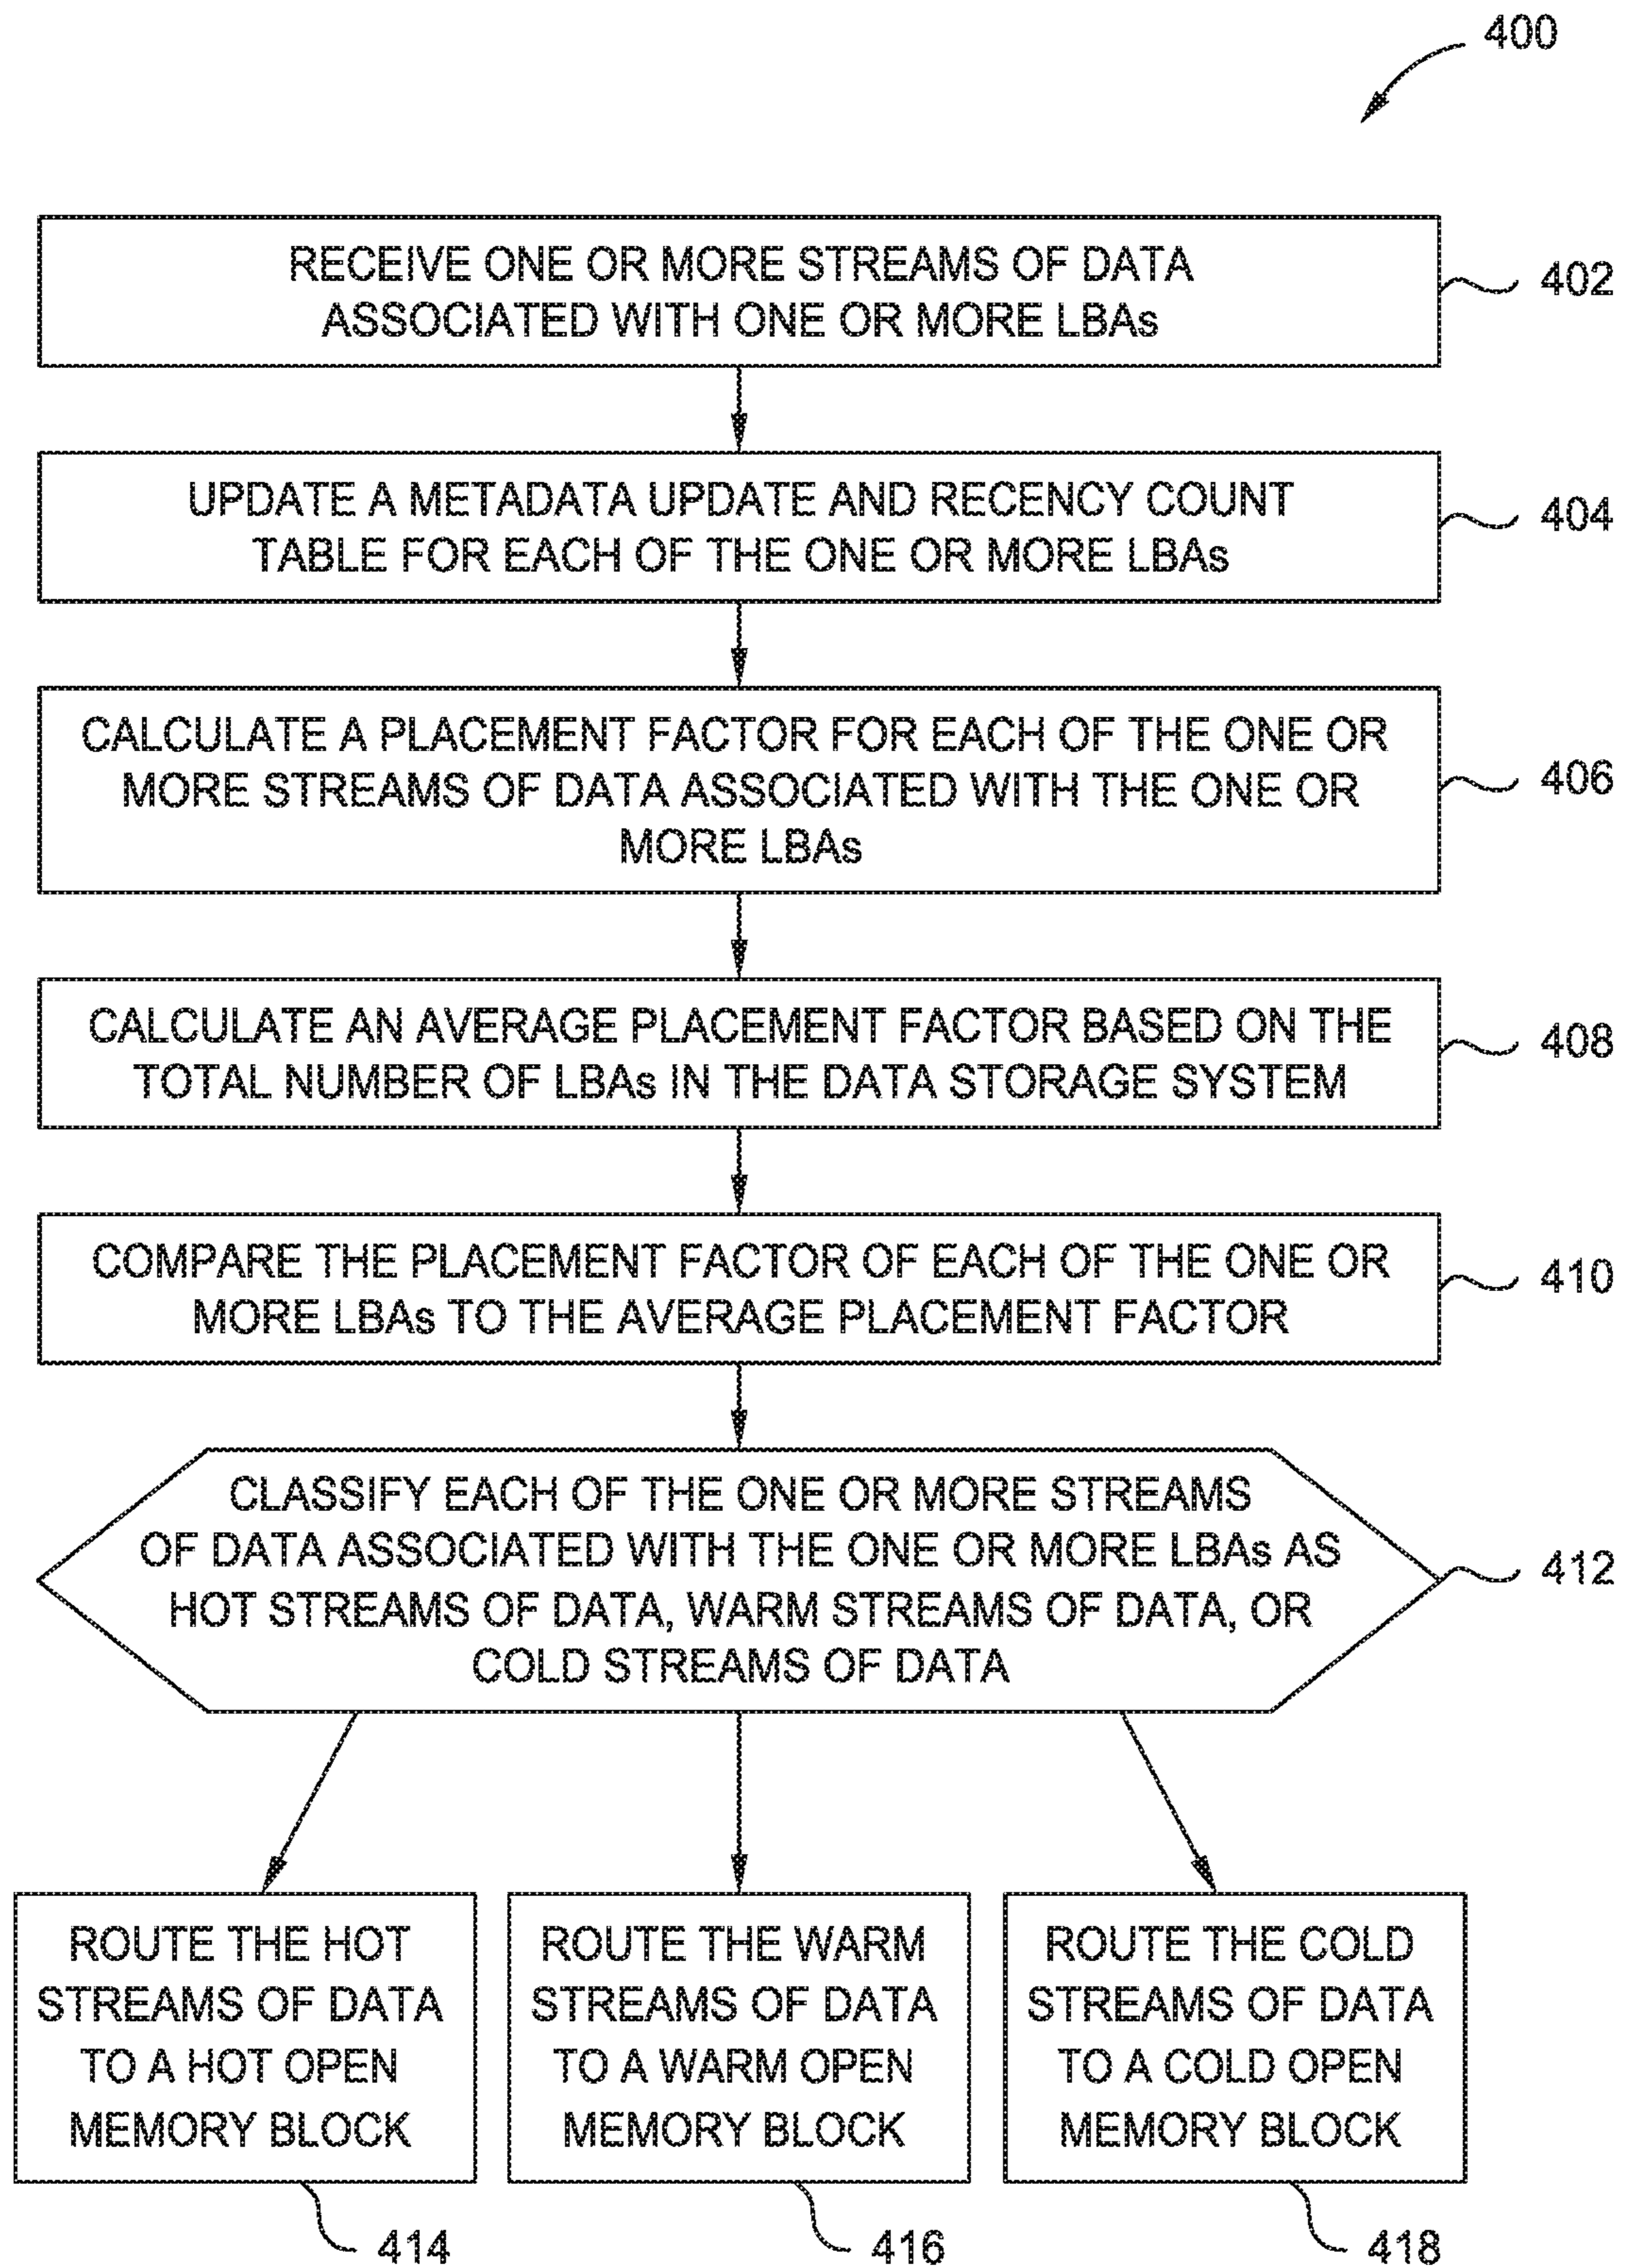 400
RECEIVE ONE OR MORE STREAMS OF DATA
ASSOCIATED WITH ONE OR MORE LBAs
402
UPDATE A METADATA UPDATE AND RECENCY COUNT
TABLE FOR EACH OF THE ONE OR MORE LBAs
404
CALCULATE A PLACEMENT FACTOR FOR EACH OF THE ONE OR
MORE STREAMS OF DATA ASSOCIATED WITH THE ONE OR
MORE LBAs
406
CALCULATE AN AVERAGE PLACEMENT FACTOR BASED ON THE
TOTAL NUMBER OF LBAs IN THE DATA STORAGE SYSTEM
408
COMPARE THE PLACEMENT FACTOR OF EACH OF THE ONE OR
MORE LBAs TO THE AVERAGE PLACEMENT FACTOR
410
CLASSIFY EACH OF THE ONE OR MORE STREAMS
OF DATA ASSOCIATED WITH THE ONE OR MORE LBAs AS
HOT STREAMS OF DATA, WARM STREAMS OF DATA, OR
COLD STREAMS OF DATA
412
ROUTE THE HOT
STREAMS OF DATA
TO A HOT OPEN
MEMORY BLOCK
414
ROUTE THE WARM
STREAMS OF DATA
TO A WARM OPEN
MEMORY BLOCK
416
ROUTE THE COLD
STREAMS OF DATA
TO A COLD OPEN
MEMORY BLOCK
418